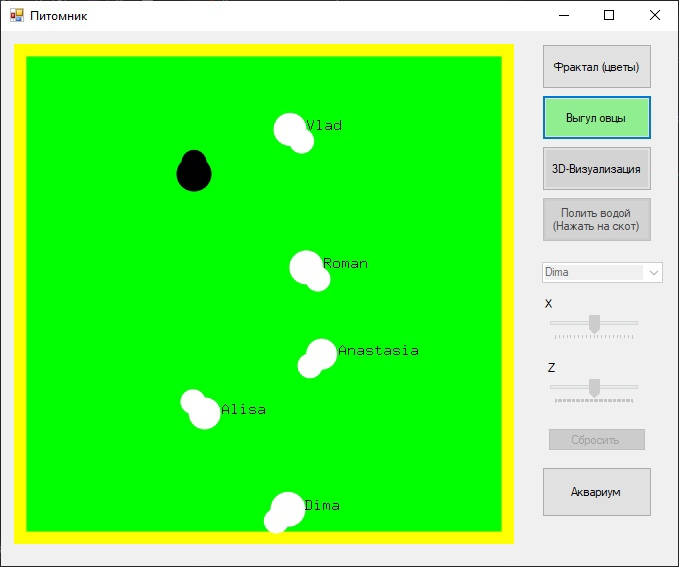 Питомник
Vlad
Roman
Anastasia
Alisa
Dima
Фрактал (цветы)
Выгул овцы
3D-Визуализация
Полить водой
(Нажать на скот)
Dima
X
Z
Сбросить
Аквариум